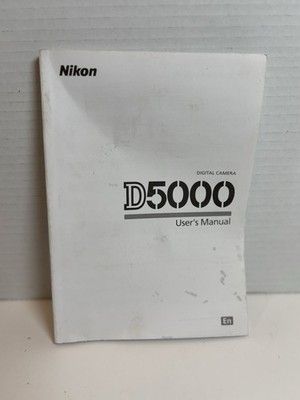 Nikon
DIGITAL CAMERA
D5000
User's Manual
En